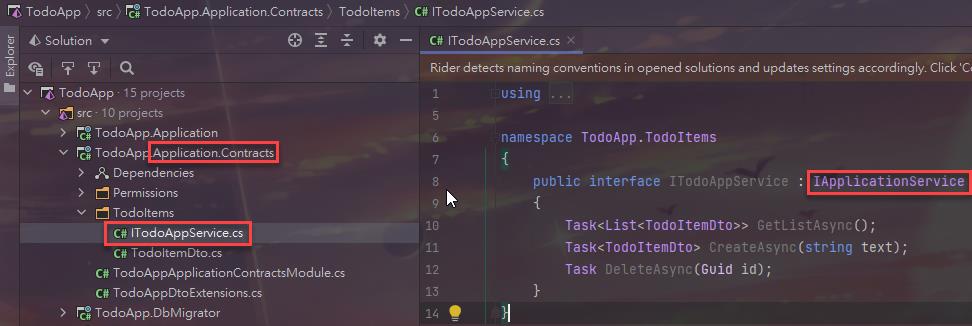 TodoApp > src > TodoApp.Application.Contracts > TodoItems > C# ITodoAppService.cs
Explorer
Solution
TodoApp · 15 projects
src · 10 projects
TodoApp.Application
TodoApp.Application.Contracts
Dependencies
Permissions
TodoItems
C# ITodoAppService.cs
C# TodoItemDto.cs
C# TodoAppApplicationContractsModule.cs
C# TodoAppDtoExtensions.cs
TodoApp.DbMigrator
C# ITodoAppService.cs ×
Rider detects naming conventions in opened solutions and updates settings accordingly. Click 'Co
1 using ...
5
6 namespace TodoApp.TodoItems
7 {
8 public interface ITodoAppService : IApplicationService
9 {
10 Task<List<TodoItemDto>> GetListAsync();
11 Task<TodoItemDto> CreateAsync(string text);
12 Task DeleteAsync(Guid id);
13 }
14 }